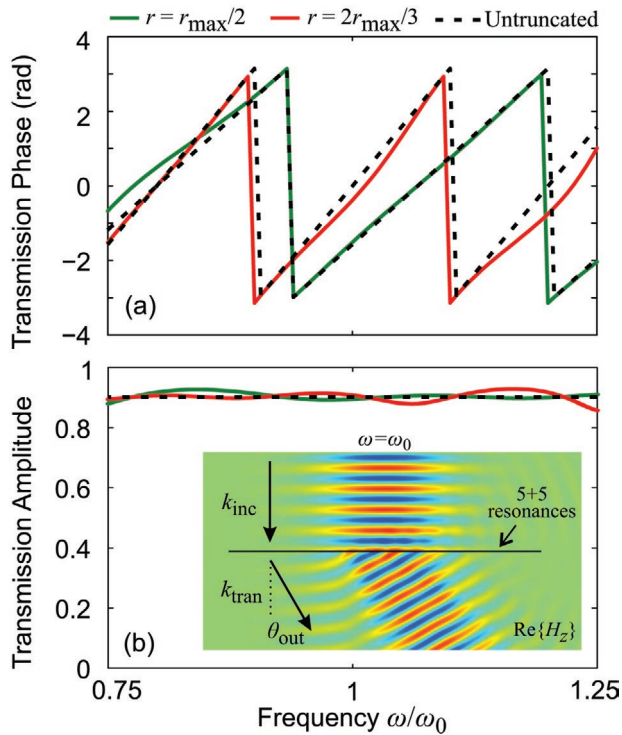 r = r_max/2 r = 2r_max/3 Untruncated
Transmission Phase (rad)
4
2
0
−2
−4
(a)
Transmission Amplitude
1
0.8
0.6
0.4
0.2
0
ω=ω₀
k_inc
5+5
resonances
k_tran
θ_out
Re{H_z}
(b)
0.75 1 1.25
Frequency ω/ω₀